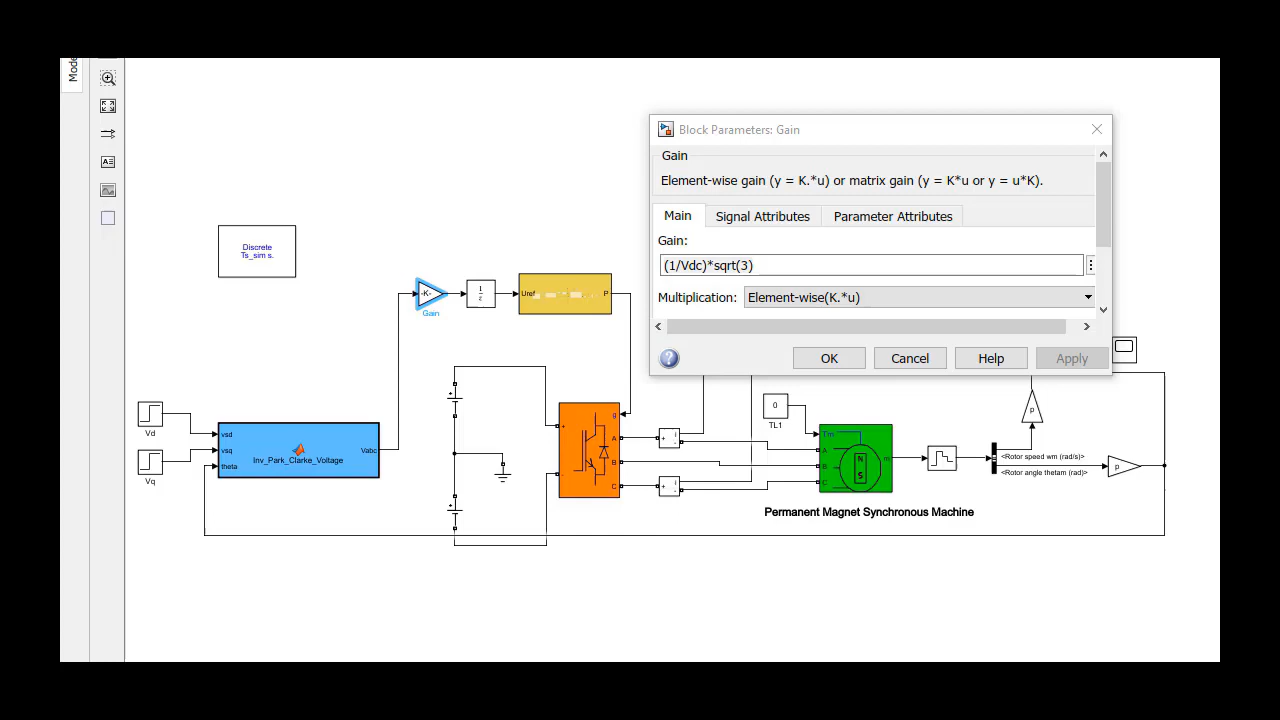 Mode
Block Parameters: Gain
Gain
Element-wise gain (y = K.*u) or matrix gain (y = K*u or y = u*K).
Main
Signal Attributes
Parameter Attributes
Gain:
(1/Vdc)*sqrt(3)
Multiplication:
Element-wise(K.*u)
OK
Cancel
Help
Apply
Discrete
Ts_sim s.
-K-
Gain
1
z
Uref
P
Vd
Vq
vsd
vsq
theta
Vabc
Inv_Park_Clarke_Voltage
+
+
g
+
-
A
B
C
+
i
-
+
i
-
0
TL1
Tm
A
B
C
N
S
m
Permanent Magnet Synchronous Machine
p
<Rotor speed wm (rad/s)>
<Rotor angle thetam (rad)>
p